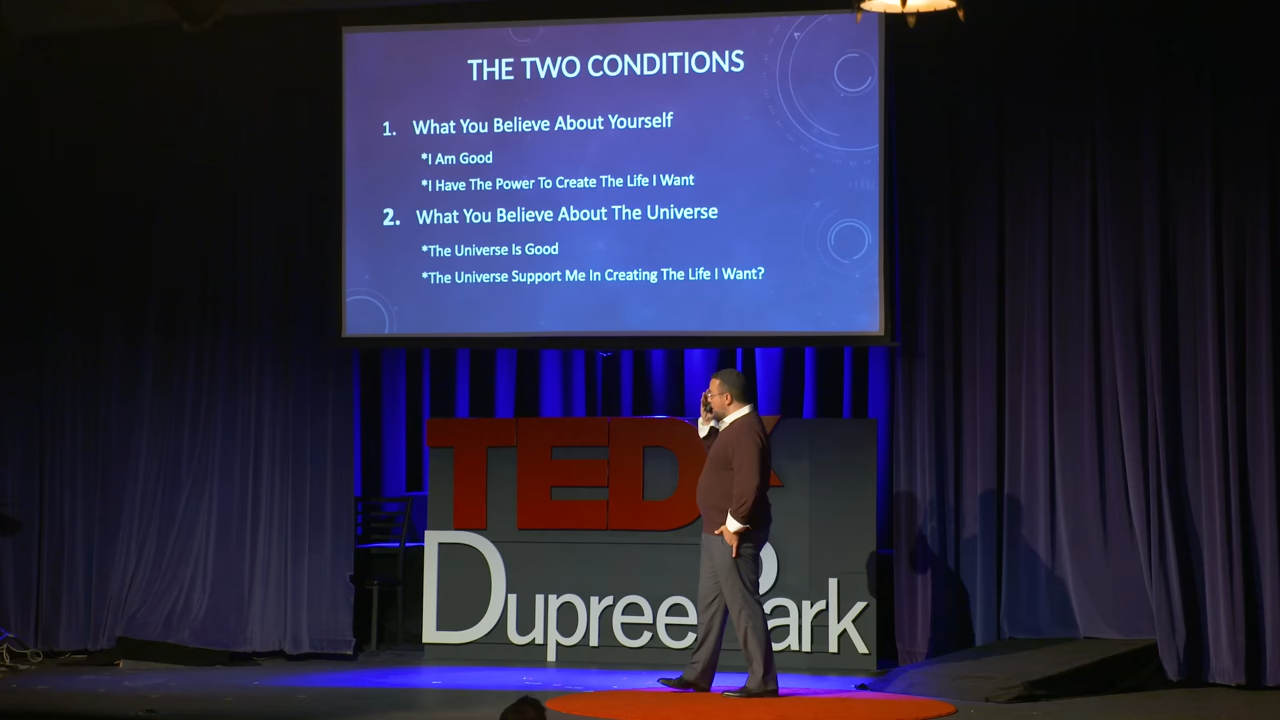 THE TWO CONDITIONS
1. What You Believe About Yourself
*I Am Good
*I Have The Power To Create The Life I Want
2. What You Believe About The Universe
*The Universe Is Good
*The Universe Support Me In Creating The Life I Want?
TEDx
Dupree Park